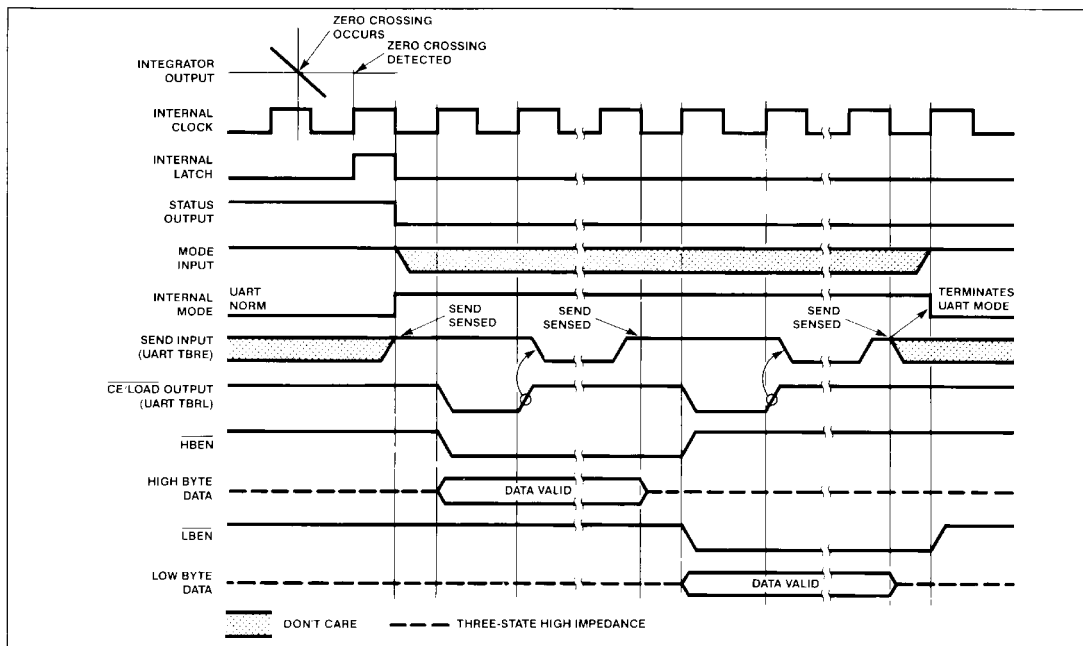 ZERO CROSSING
OCCURS
ZERO CROSSING
DETECTED
INTEGRATOR
OUTPUT
INTERNAL
CLOCK
INTERNAL
LATCH
STATUS
OUTPUT
MODE
INPUT
INTERNAL
MODE
UART
NORM
SEND
SENSED
SEND
SENSED
SEND
SENSED
TERMINATES
UART MODE
SEND INPUT
(UART TBRE)
CE/LOAD OUTPUT
(UART TBRL)
HBEN
HIGH BYTE
DATA
DATA VALID
LBEN
LOW BYTE
DATA
DATA VALID
DON'T CARE
THREE-STATE HIGH IMPEDANCE